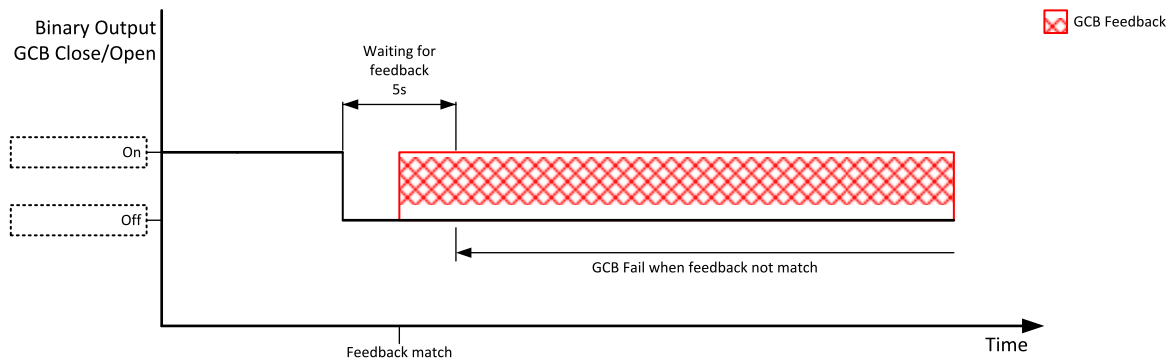 Binary Output
GCB Close/Open
GCB Feedback
Waiting for
feedback
5s
On
Off
GCB Fail when feedback not match
Time
Feedback match